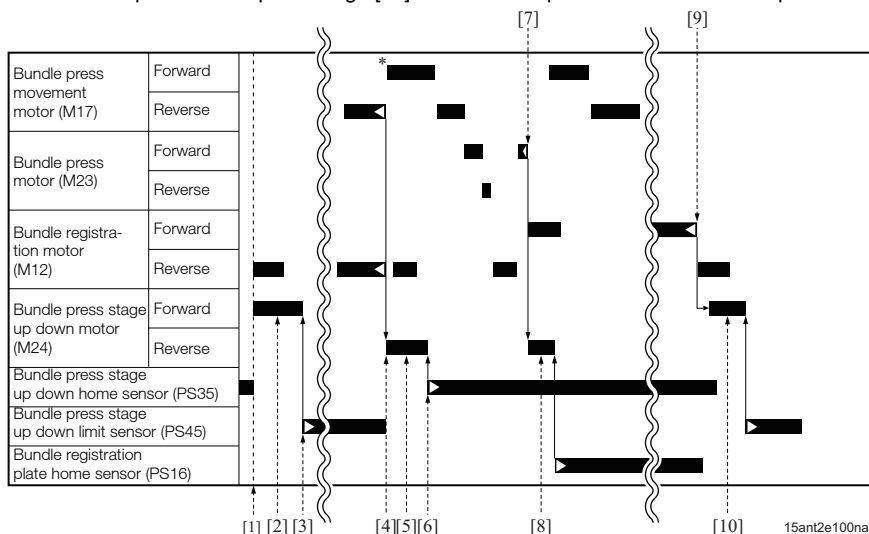 [7]
[9]
*
Bundle press
movement
motor (M17)
Forward
Reverse
Bundle press
motor (M23)
Forward
Reverse
Bundle registra-
tion motor
(M12)
Forward
Reverse
Bundle press stage
up down motor
(M24)
Forward
Reverse
Bundle press stage
up down home sensor (PS35)
Bundle press stage
up down limit sensor (PS45)
Bundle registration
plate home sensor (PS16)
[1] [2] [3] [4][5][6] [8] [10] 15ant2e100na